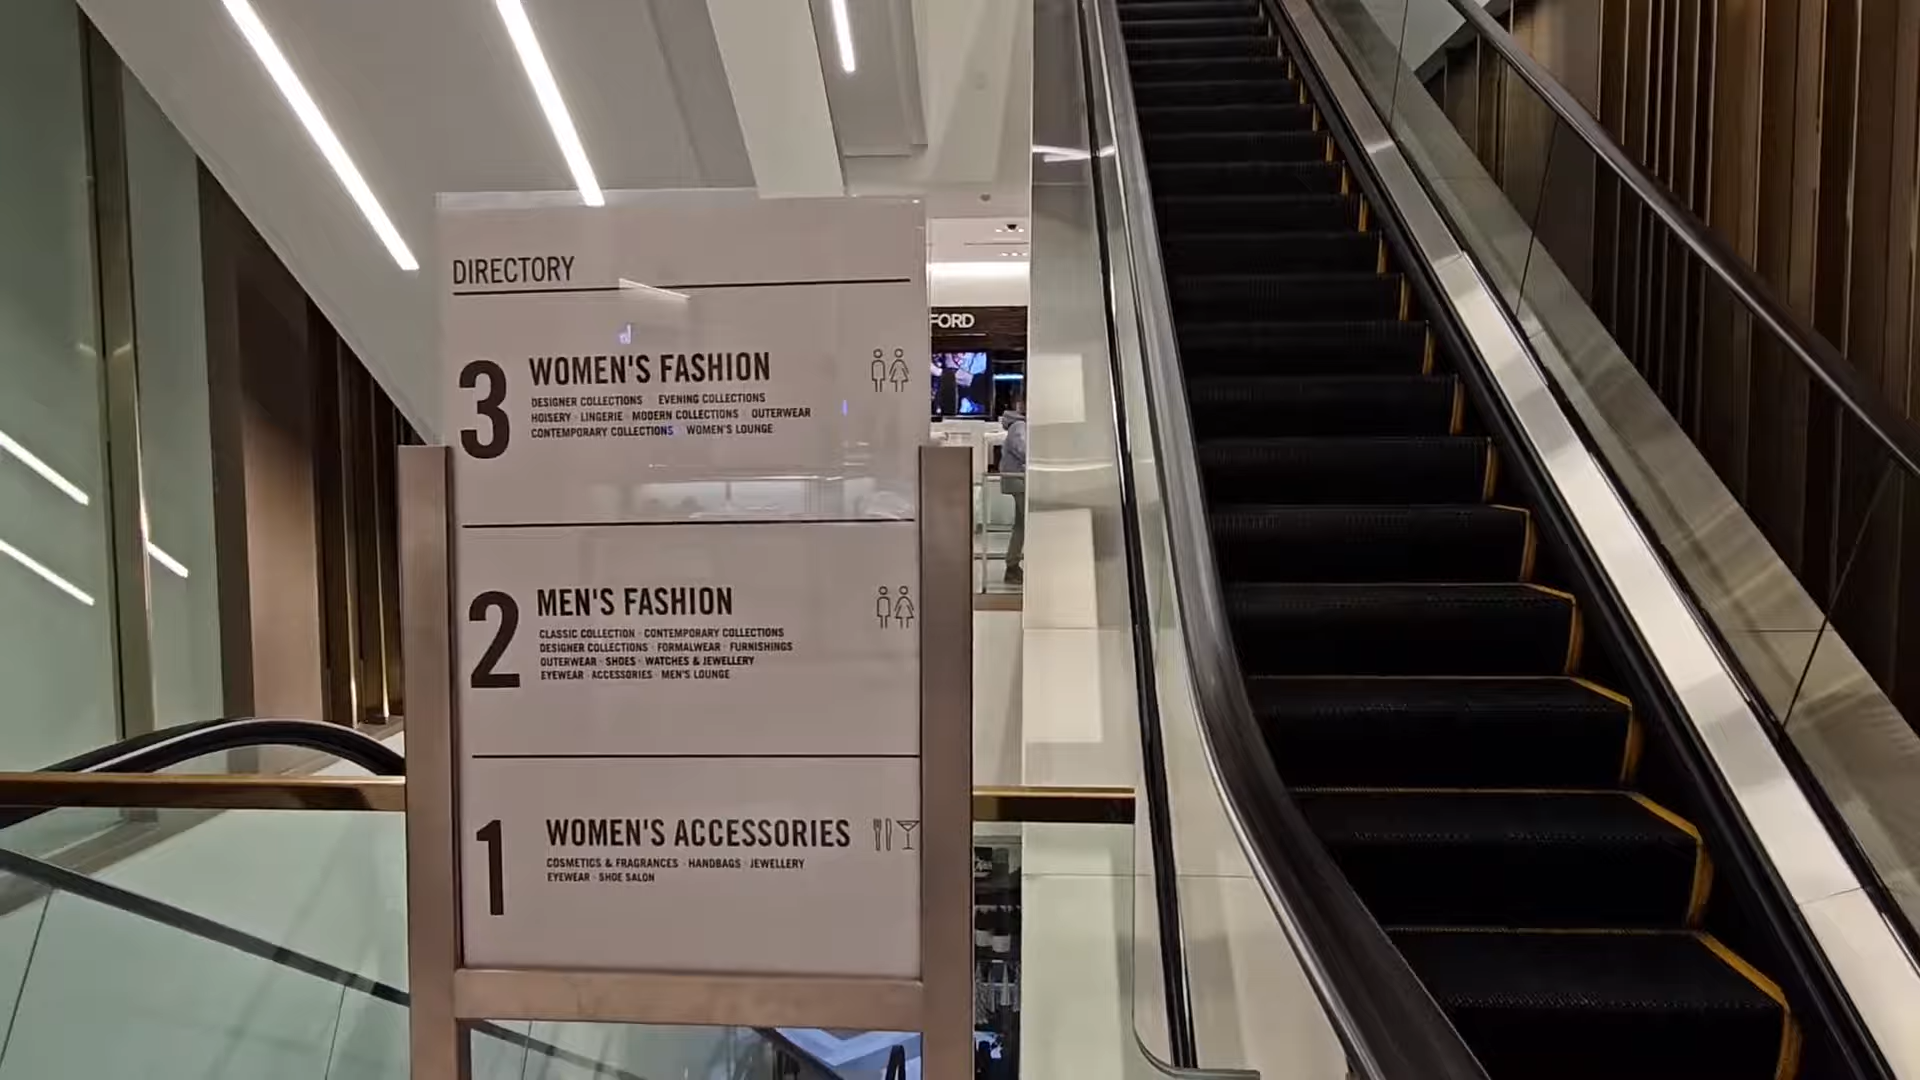 DIRECTORY
3
WOMEN'S FASHION
DESIGNER COLLECTIONS · EVENING COLLECTIONS
HOISERY · LINGERIE · MODERN COLLECTIONS · OUTERWEAR
CONTEMPORARY COLLECTIONS · WOMEN'S LOUNGE
FORD
2
MEN'S FASHION
CLASSIC COLLECTION · CONTEMPORARY COLLECTIONS
DESIGNER COLLECTIONS · FORMALWEAR · FURNISHINGS
OUTERWEAR · SHOES · WATCHES & JEWELLERY
EYEWEAR · ACCESSORIES · MEN'S LOUNGE
1
WOMEN'S ACCESSORIES
COSMETICS & FRAGRANCES · HANDBAGS · JEWELLERY
EYEWEAR · SHOE SALON